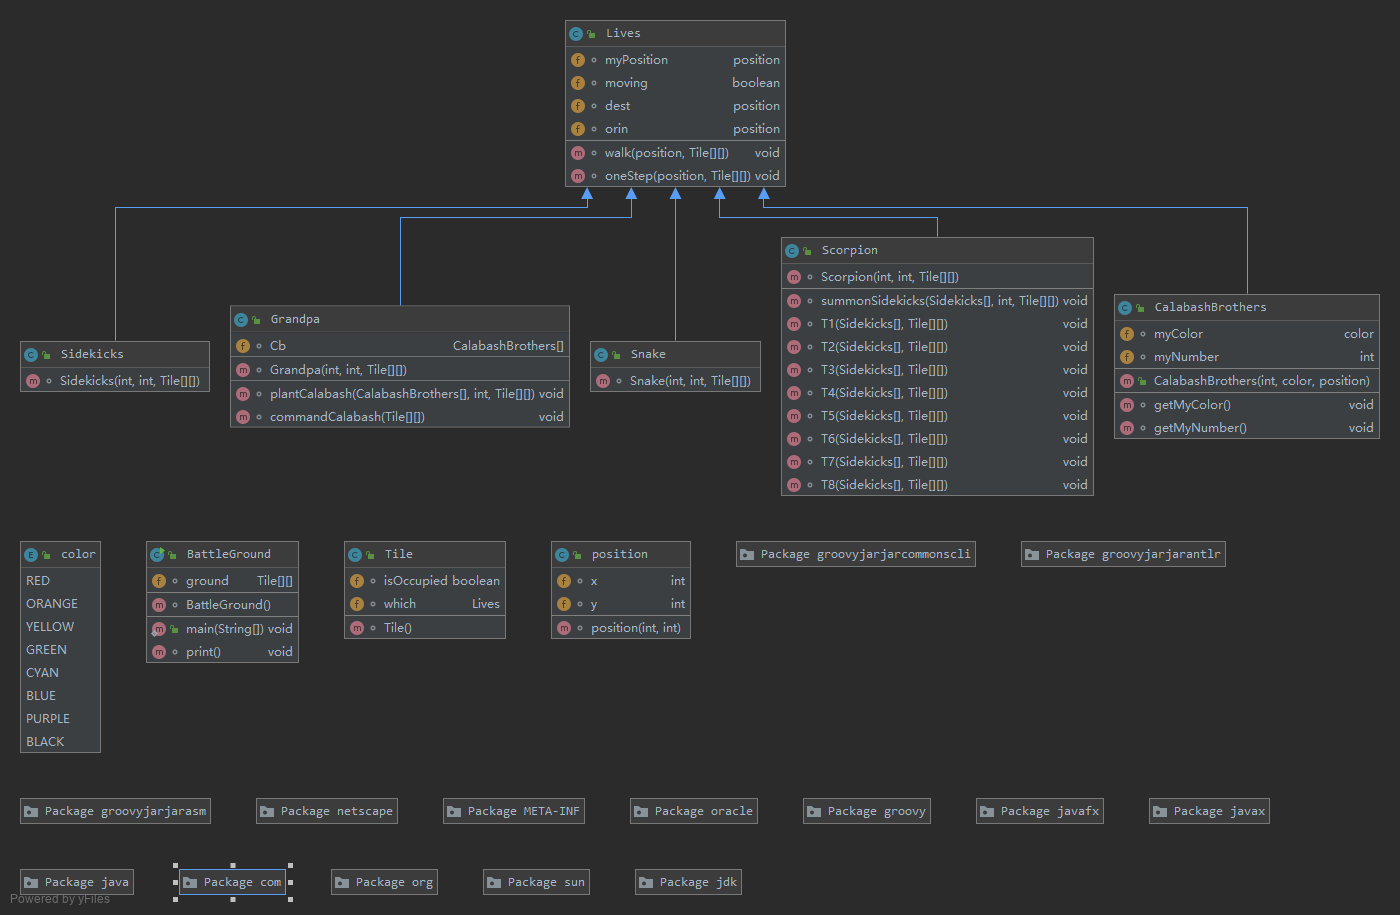 Lives
myPosition position
moving boolean
dest position
orin position
walk(position, Tile[][]) void
oneStep(position, Tile[][]) void
Sidekicks
Sidekicks(int, int, Tile[][])
Grandpa
Cb CalabashBrothers[]
Grandpa(int, int, Tile[][])
plantCalabash(CalabashBrothers[], int, Tile[][]) void
commandCalabash(Tile[][]) void
Snake
Snake(int, int, Tile[][])
Scorpion
Scorpion(int, int, Tile[][])
summonSidekicks(Sidekicks[], int, Tile[][]) void
T1(Sidekicks[], Tile[][]) void
T2(Sidekicks[], Tile[][]) void
T3(Sidekicks[], Tile[][]) void
T4(Sidekicks[], Tile[][]) void
T5(Sidekicks[], Tile[][]) void
T6(Sidekicks[], Tile[][]) void
T7(Sidekicks[], Tile[][]) void
T8(Sidekicks[], Tile[][]) void
CalabashBrothers
myColor color
myNumber int
CalabashBrothers(int, color, position)
getMyColor() void
getMyNumber() void
color
RED
ORANGE
YELLOW
GREEN
CYAN
BLUE
PURPLE
BLACK
BattleGround
ground Tile[][]
BattleGround()
main(String[]) void
print() void
Tile
isOccupied boolean
which Lives
Tile()
position
x int
y int
position(int, int)
Package groovyjarjarcommonscli
Package groovyjarjarantlr
Package groovyjarjarasm
Package netscape
Package META-INF
Package oracle
Package groovy
Package javafx
Package javax
Package java
Package com
Package org
Package sun
Package jdk
Powered by yFiles